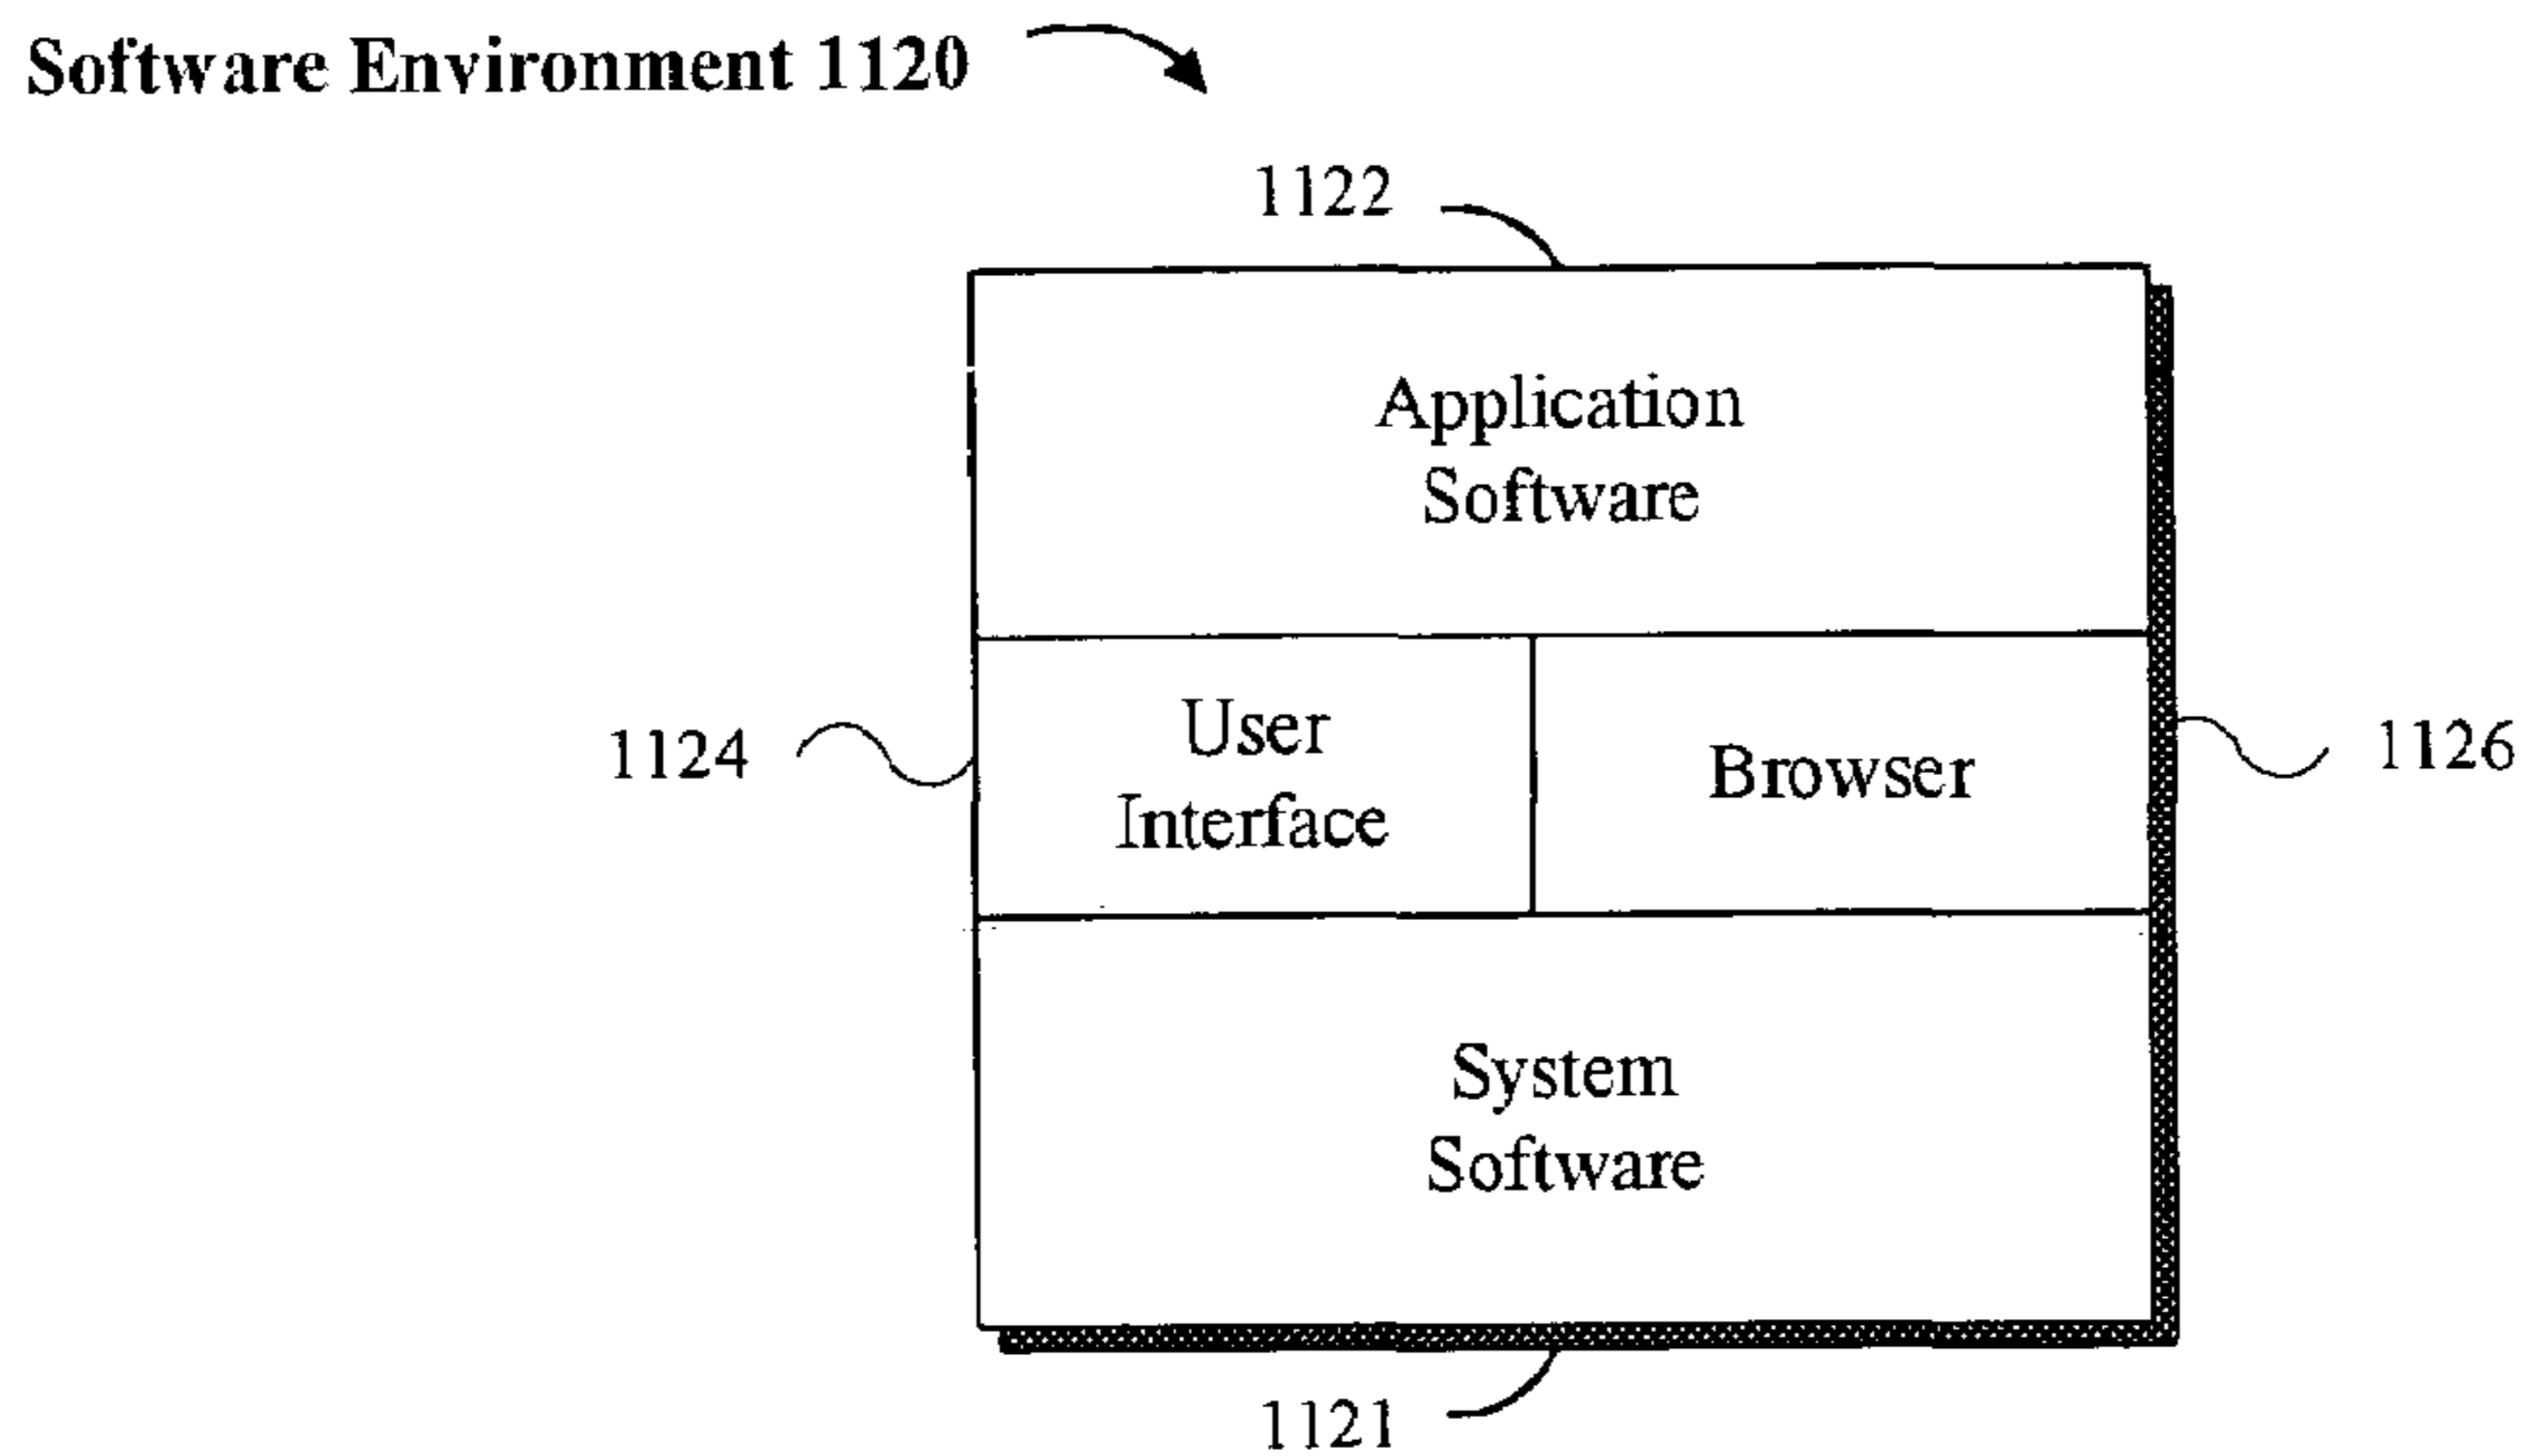 Software Environment 1120
1122
Application
Software
1124
User
Interface
Browser
1126
System
Software
1121